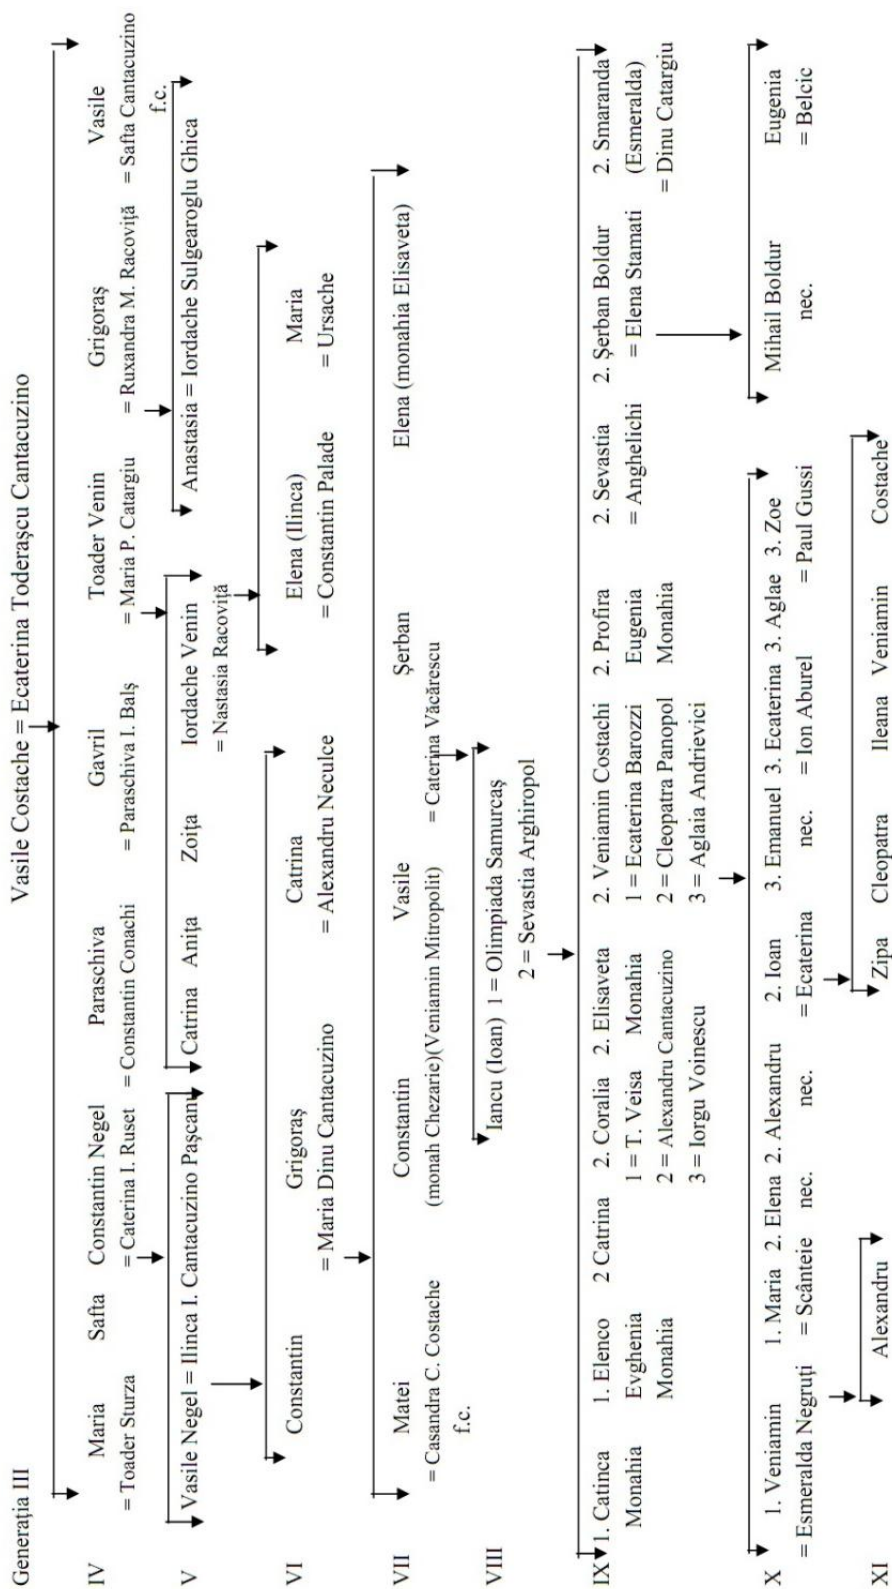 Generația III
Vasile Costache = Ecaterina Toderașcu Cantacuzino
IV Maria Safta Constantin Negel Paraschiva Gavril Toader Venin Grigoraș Vasile
= Toader Sturza = Caterina I. Ruset = Constantin Conachi = Paraschiva I. Balș = Maria P. Catargiu = Ruxandra M. Racoviță = Safta Cantacuzino
f.c.
V Vasile Negel = Ilinca I. Cantacuzino Pașcanu Catrina Anița Zoița Iordache Venin Anastasia = Iordache Sulgearoglu Ghica
= Nastasia Racoviță
VI Constantin Grigoraș Catrina Elena (Ilinca) Maria
= Maria Dinu Cantacuzino = Alexandru Neculce = Constantin Palade = Ursache
VII Matei Constantin Vasile Șerban Elena (monahia Elisaveta)
= Casandra C. Costache (monah Chezarie)(Veniamin Mitropolit) = Caterina Văcărescu
f.c.
VIII Iancu (Ioan) 1 = Olimpiada Samurcaș
2 = Sevastia Arghiropol
IX 1. Catinca 1. Elenco 2 Catrina 2. Coralia 2. Elisaveta 2. Veniamin Costachi 2. Profira 2. Sevastia 2. Șerban Boldur 2. Smaranda
Monahia Evghenia 1 = T. Veisa Monahia 1 = Ecaterina Barozzi Eugenia = Anghelichi = Elena Stamati (Esmeralda)
Monahia 2 = Alexandru Cantacuzino 2 = Cleopatra Panopol Monahia = Dinu Catargiu
3 = Iorgu Voinescu 3 = Aglaia Andrievici
X 1. Veniamin 1. Maria 2. Elena 2. Alexandru 2. Ioan 3. Emanuel 3. Ecaterina 3. Aglae 3. Zoe Mihail Boldur Eugenia
= Esmeralda Negruți = Scânteie nec. nec. = Ecaterina nec. = Ion Aburel = Paul Gussi nec. = Belcic
XI Alexandru Zipa Cleopatra Ileana Veniamin Costache